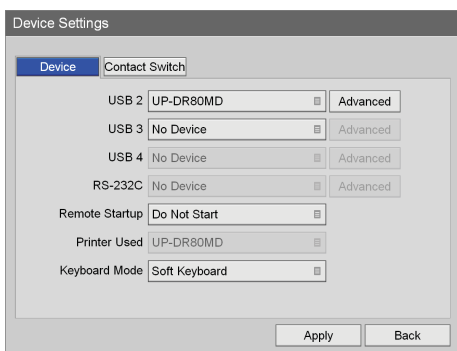 Device Settings
Device Contact Switch
USB 2 UP-DR80MD Advanced
USB 3 No Device Advanced
USB 4 No Device Advanced
RS-232C No Device Advanced
Remote Startup Do Not Start
Printer Used UP-DR80MD
Keyboard Mode Soft Keyboard
Apply Back